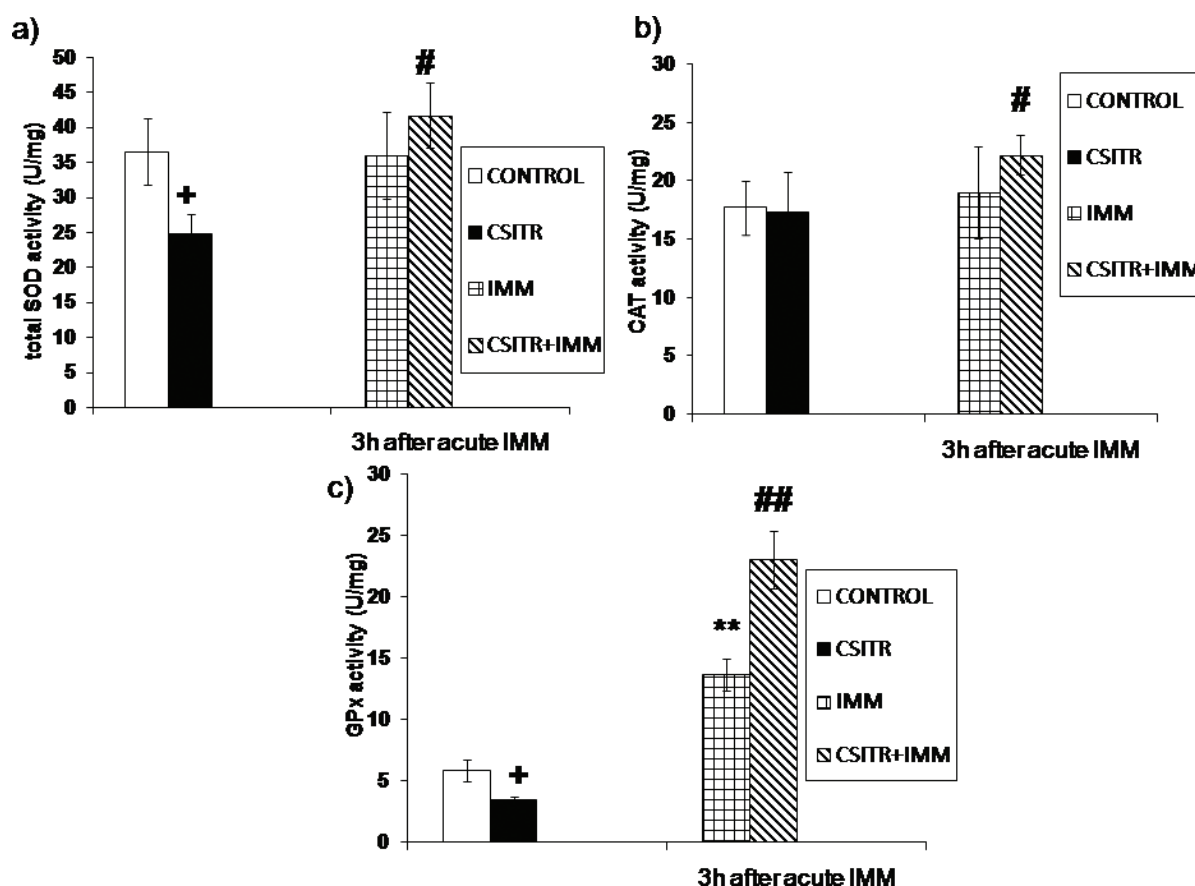 a)
total SOD activity (U/mg)
50
45
40
35
30
25
20
15
10
5
0
+
#
CONTROL
CSITR
IMM
CSITR+IMM
3h after acute IMM
b)
CAT activity (U/mg)
30
25
20
15
10
5
0
#
CONTROL
CSITR
IMM
CSITR+IMM
3h after acute IMM
c)
GPx activity (U/mg)
30
25
20
15
10
5
0
+
**
##
CONTROL
CSITR
IMM
CSITR+IMM
3h after acute IMM